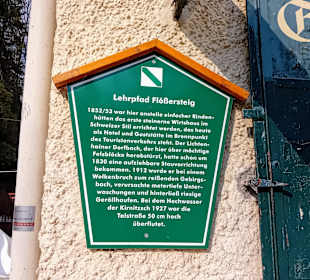 Lehrpfad Flößersteig
1852/53 war hier anstelle einfacher Rinden-
hütten das erste steinerne Wirtshaus im
Schweizer Stil errichtet worden, das heute
als Hotel und Gaststätte im Brennpunkt
des Touristenverkehrs steht. Der Lichten-
hainer Dorfbach, der hier über mächtige
Felsblöcke herabstürzt, hatte schon um
1830 eine aufziehbare Stauvorrichtung
bekommen. 1912 wurde er bei einem
Wolkenbruch zum reißenden Gebirgs-
bach, verursachte materielle Unter-
waschungen und hinterließ riesige
Geröllhaufen. Bei dem Hochwasser
der Kirnitzsch 1927 war die
Talstraße 50 cm hoch
überflutet.